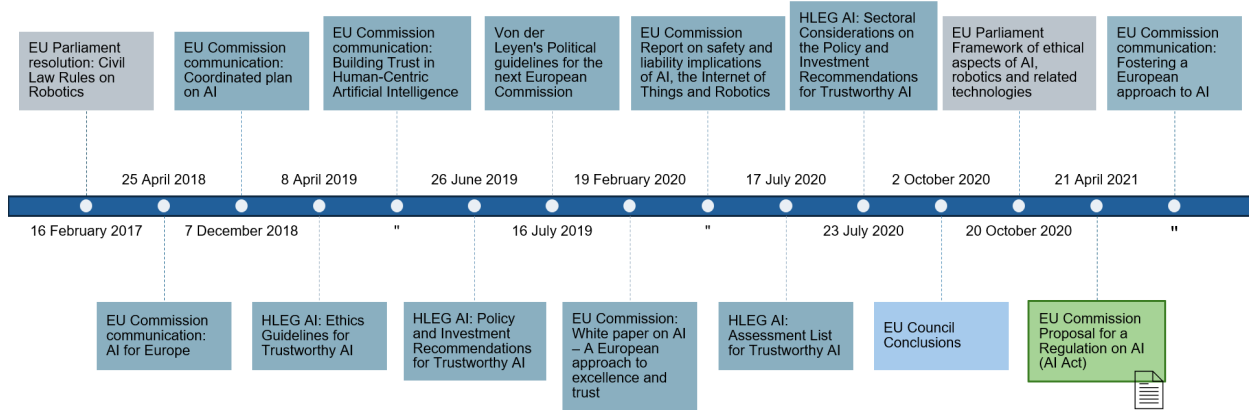 EU Parliament
resolution: Civil
Law Rules on
Robotics
EU Commission
communication:
Coordinated plan
on AI
EU Commission
communication:
Building Trust in
Human-Centric
Artificial Intelligence
Von der
Leyen's Political
guidelines for the
next European
Commission
EU Commission
Report on safety and
liability implications
of AI, the Internet of
Things and Robotics
HLEG AI: Sectoral
Considerations on
the Policy and
Investment
Recommendations
for Trustworthy AI
EU Parliament
Framework of ethical
aspects of AI,
robotics and related
technologies
EU Commission
communication:
Fostering a
European
approach to AI
25 April 2018
8 April 2019
26 June 2019
19 February 2020
17 July 2020
2 October 2020
21 April 2021
16 February 2017
7 December 2018
"
16 July 2019
"
23 July 2020
20 October 2020
"
EU Commission
communication:
AI for Europe
HLEG AI: Ethics
Guidelines for
Trustworthy AI
HLEG AI: Policy
and Investment
Recommendations
for Trustworthy AI
EU Commission:
White paper on AI
– A European
approach to
excellence and
trust
HLEG AI:
Assessment List
for Trustworthy AI
EU Council
Conclusions
EU Commission
Proposal for a
Regulation on AI
(AI Act)